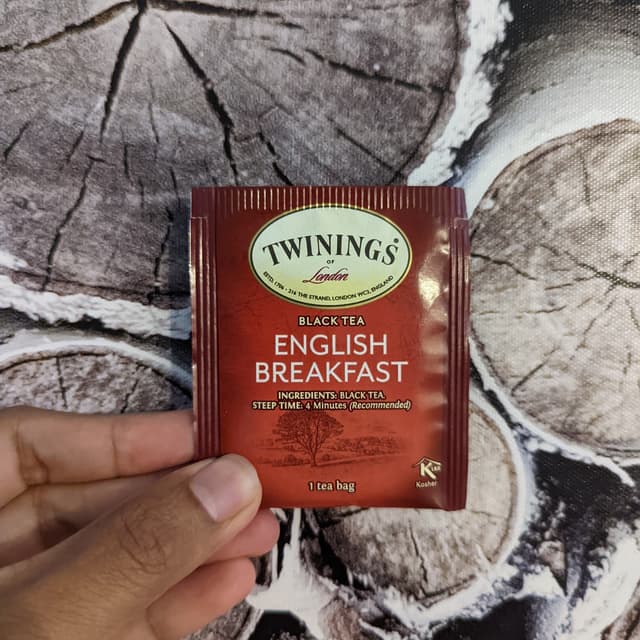 TWININGS®
OF
London
ESTD. 1706 - 216 THE STRAND, LONDON WC2, ENGLAND
BLACK TEA
ENGLISH
BREAKFAST
INGREDIENTS: BLACK TEA.
STEEP TIME: 4 Minutes (Recommended)
1 tea bag
Kosher